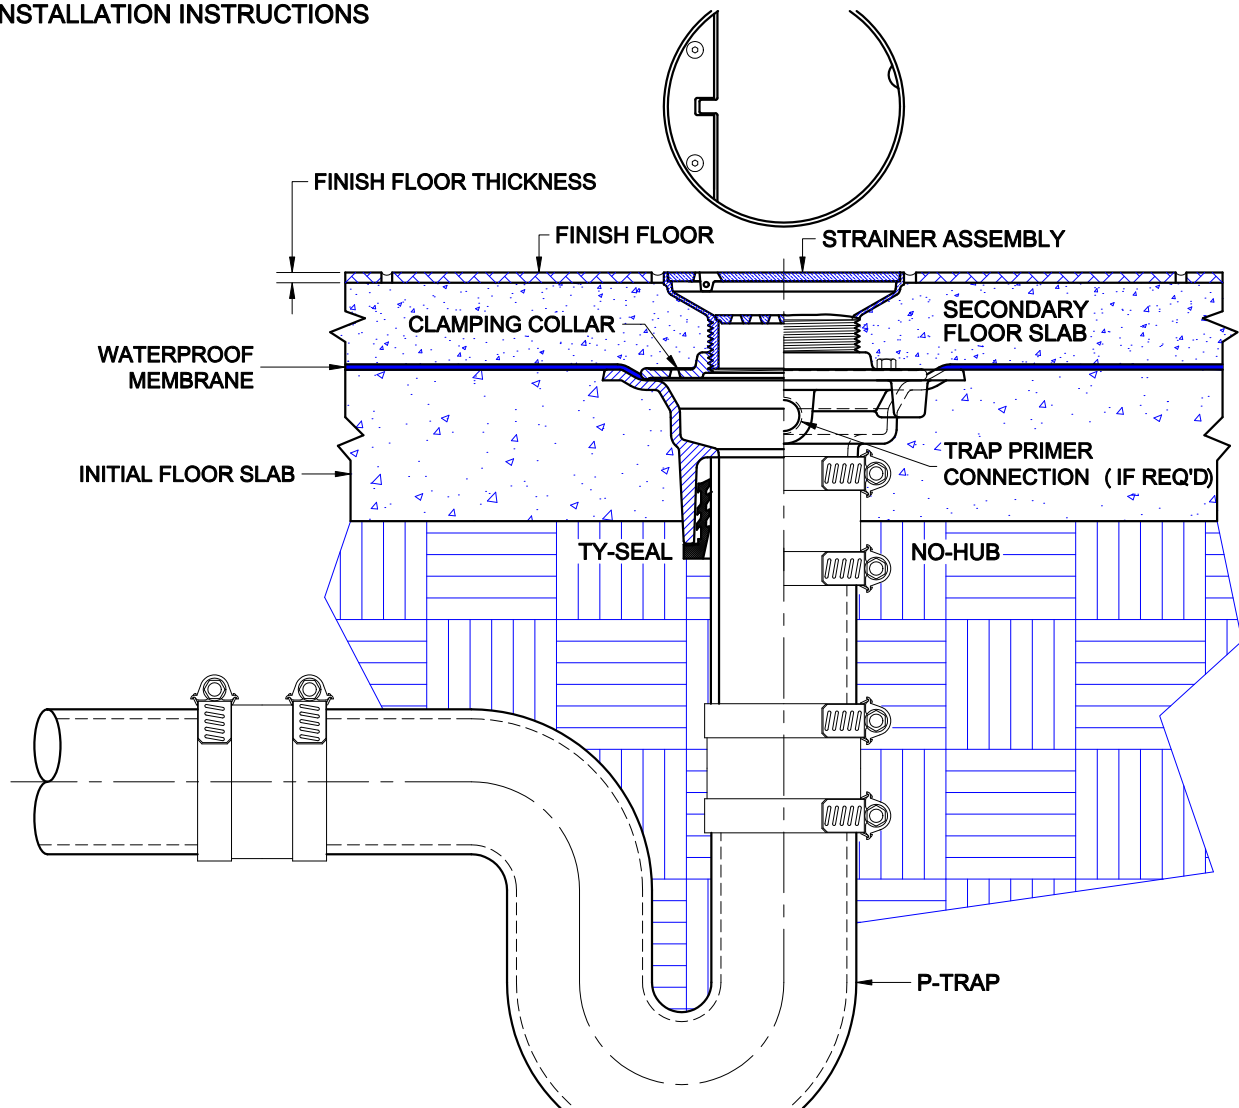 NSTALLATION INSTRUCTIONS
FINISH FLOOR THICKNESS
FINISH FLOOR
STRAINER ASSEMBLY
CLAMPING COLLAR
SECONDARY
FLOOR SLAB
WATERPROOF
MEMBRANE
INITIAL FLOOR SLAB
TRAP PRIMER
CONNECTION ( IF REQ'D)
TY-SEAL
NO-HUB
P-TRAP